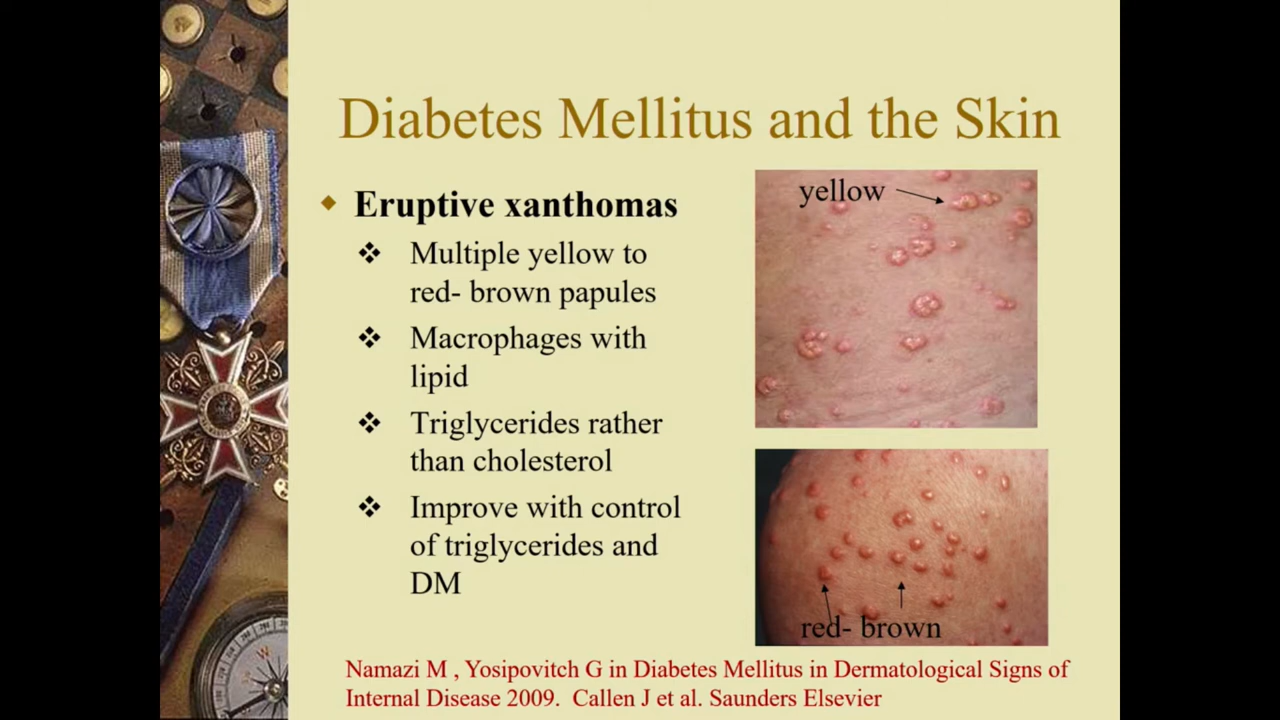 Diabetes Mellitus and the Skin
Eruptive xanthomas
Multiple yellow to
red- brown papules
Macrophages with
lipid
Triglycerides rather
than cholesterol
Improve with control
of triglycerides and
DM
yellow
red- brown
Namazi M , Yosipovitch G in Diabetes Mellitus in Dermatological Signs of
Internal Disease 2009. Callen J et al. Saunders Elsevier